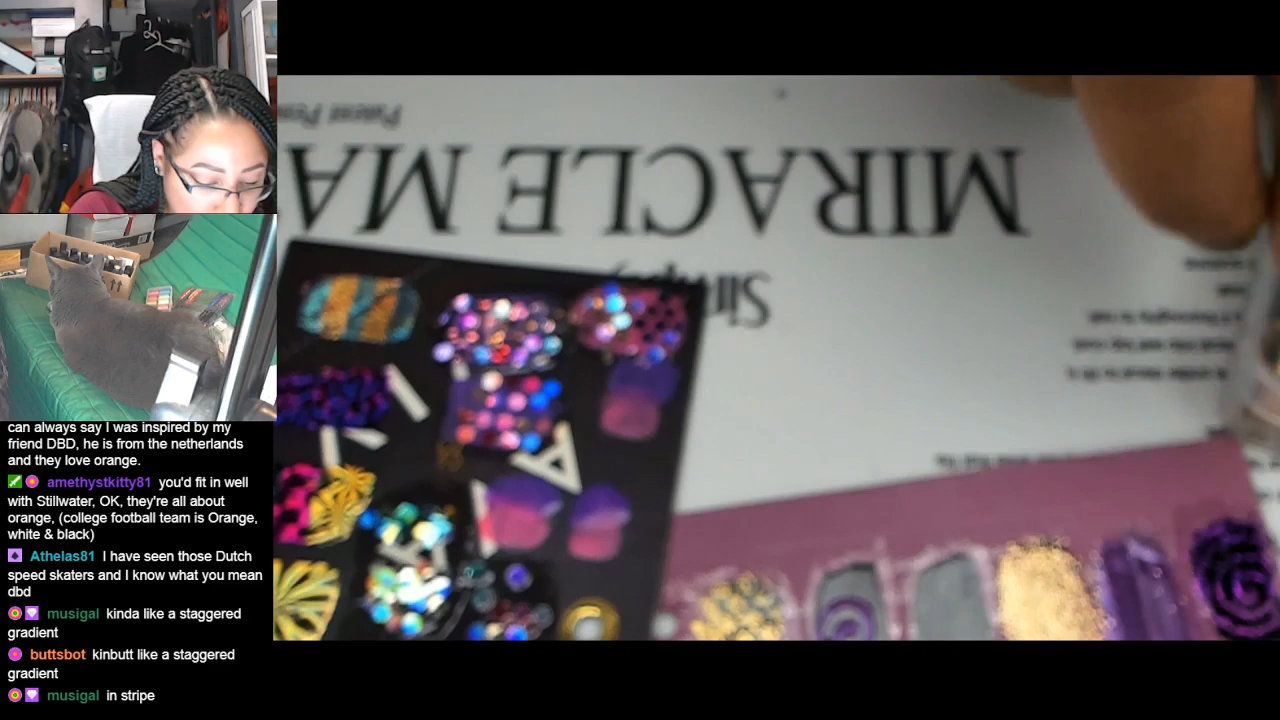 Patent Pen
MIRACLE MA
can always say I was inspired by my
friend DBD, he is from the netherlands
and they love orange.
amethystkitty81 you'd fit in well
with Stillwater, OK, they're all about
orange, (college football team is Orange,
white & black)
Athelas81 I have seen those Dutch
speed skaters and I know what you mean
dbd
musigal kinda like a staggered
gradient
buttsbot kinbutt like a staggered
gradient
musigal in stripe